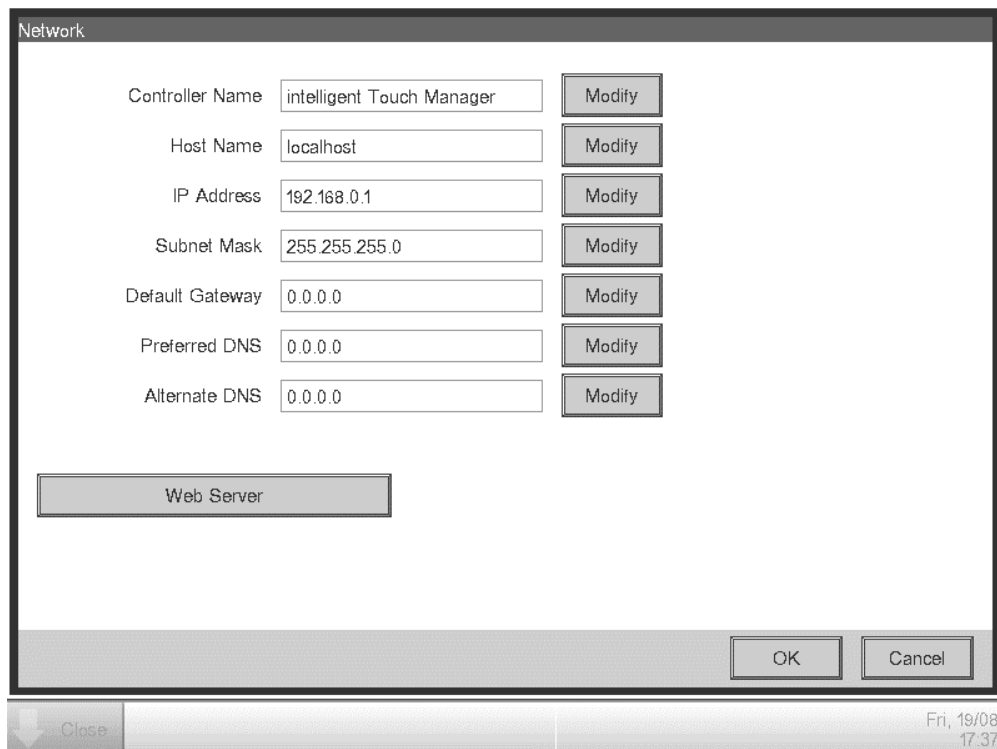 Network
Controller Name intelligent Touch Manager Modify
Host Name localhost Modify
IP Address 192.168.0.1 Modify
Subnet Mask 255.255.255.0 Modify
Default Gateway 0.0.0.0 Modify
Preferred DNS 0.0.0.0 Modify
Alternate DNS 0.0.0.0 Modify
Web Server
OK Cancel
Close Fri, 19/08
17:37